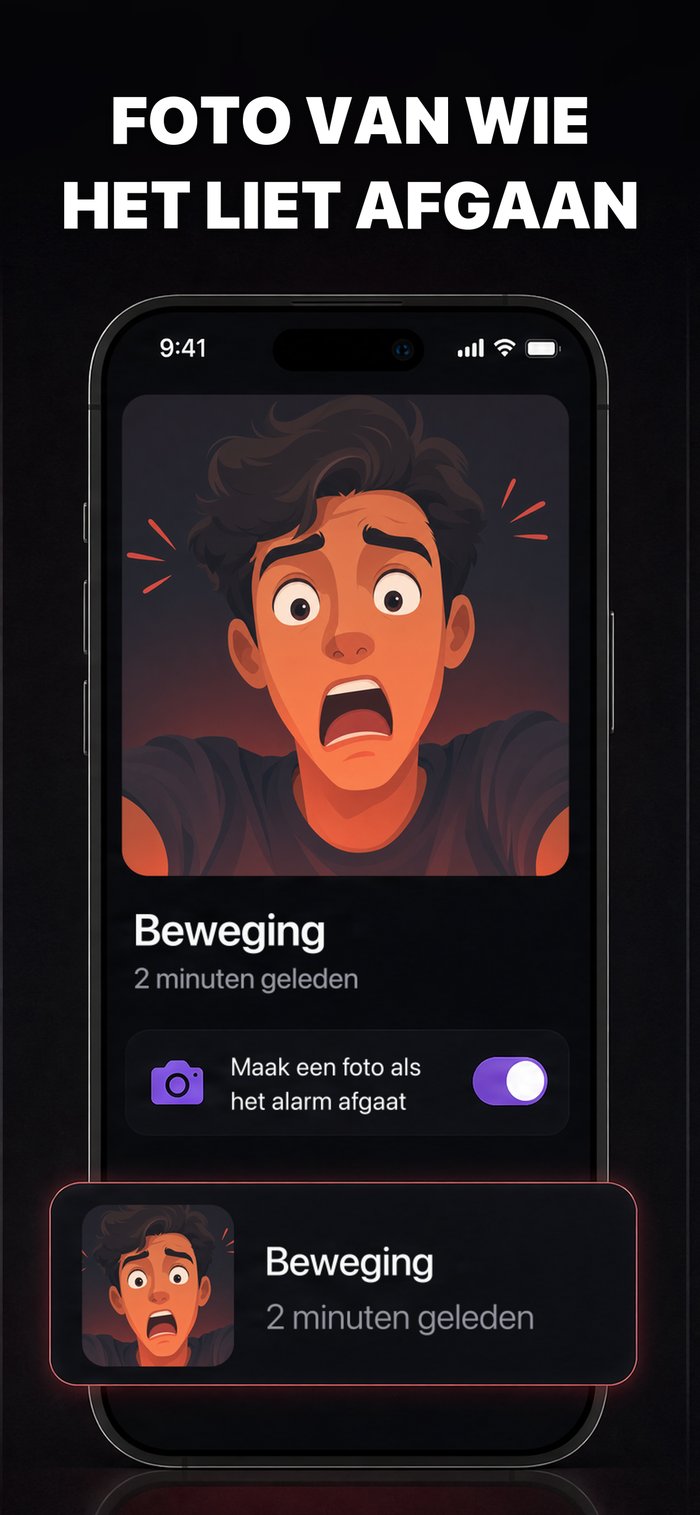 FOTO VAN WIE
HET LIET AFGAAN
9:41
Beweging
2 minuten geleden
Maak een foto als
het alarm afgaat
Beweging
2 minuten geleden